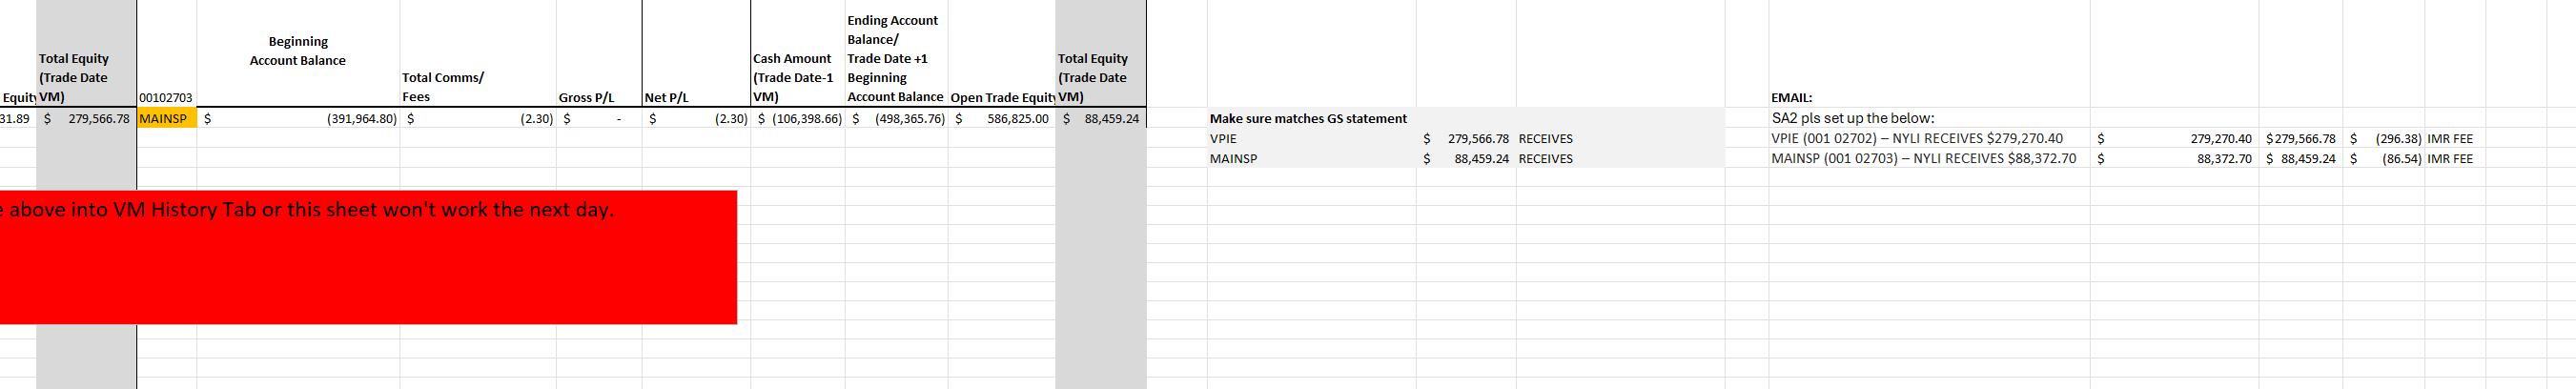 Total Equity (Trade Date VM)
00102703
Beginning Account Balance
Total Comms/ Fees
Gross P/L
Net P/L
Cash Amount (Trade Date-1 VM)
Ending Account Balance/ Trade Date +1 Beginning Account Balance
Open Trade Equity
Total Equity (Trade Date VM)
31.89 $ 279,566.78 MAINSP $ (391,964.80) $ (2.30) $ - $ (2.30) $ (106,398.66) $ (498,365.76) $ 586,825.00 $ 88,459.24
above into VM History Tab or this sheet won't work the next day.
Make sure matches GS statement
VPIE $ 279,566.78 RECEIVES
MAINSP $ 88,459.24 RECEIVES
EMAIL:
SA2 pls set up the below:
VPIE (001 02702) – NYLI RECEIVES $279,270.40 $ 279,270.40 $279,566.78 $ (296.38) IMR FEE
MAINSP (001 02703) – NYLI RECEIVES $88,372.70 $ 88,372.70 $ 88,459.24 $ (86.54) IMR FEE